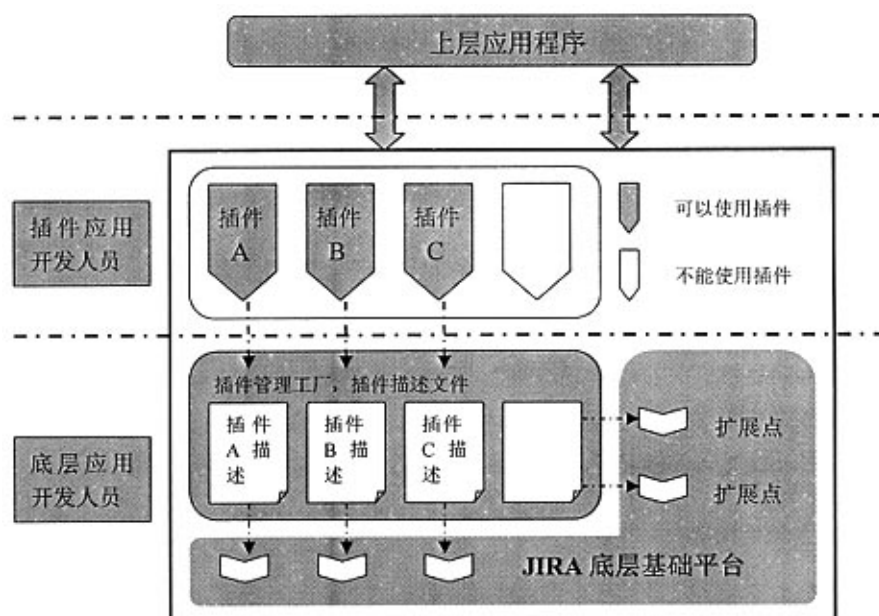 上层应用程序
插件应用
开发人员
插件
A
插件
B
插件
C
可以使用插件
不能使用插件
底层应用
开发人员
插件管理工厂，插件描述文件
插件
A 描
述
插件
B 描
述
插件
C 描
述
扩展点
扩展点
JIRA 底层基础平台